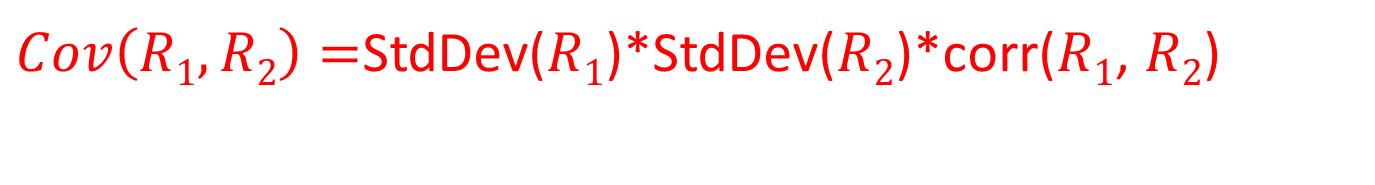 Cov(R₁, R₂) =StdDev(R₁)*StdDev(R₂)*corr(R₁, R₂)